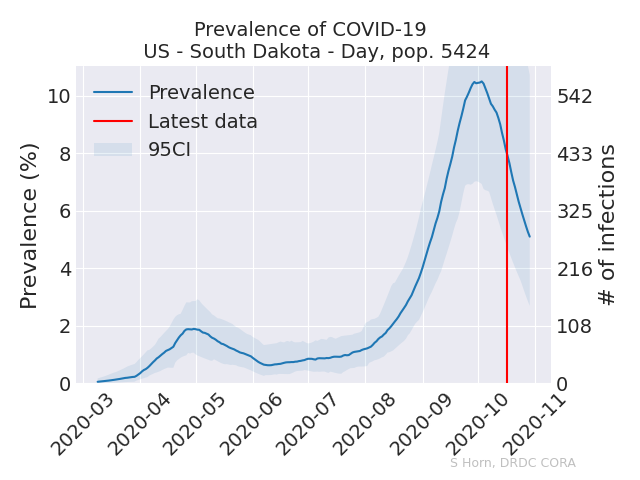 Prevalence of COVID-19
US - South Dakota - Day, pop. 5424
Prevalence
Latest data
95CI
Prevalence (%)
10
8
6
4
2
0
542
433
325
216
108
0
# of infections
2020-03
2020-04
2020-05
2020-06
2020-07
2020-08
2020-09
2020-10
2020-11
S Horn, DRDC CORA